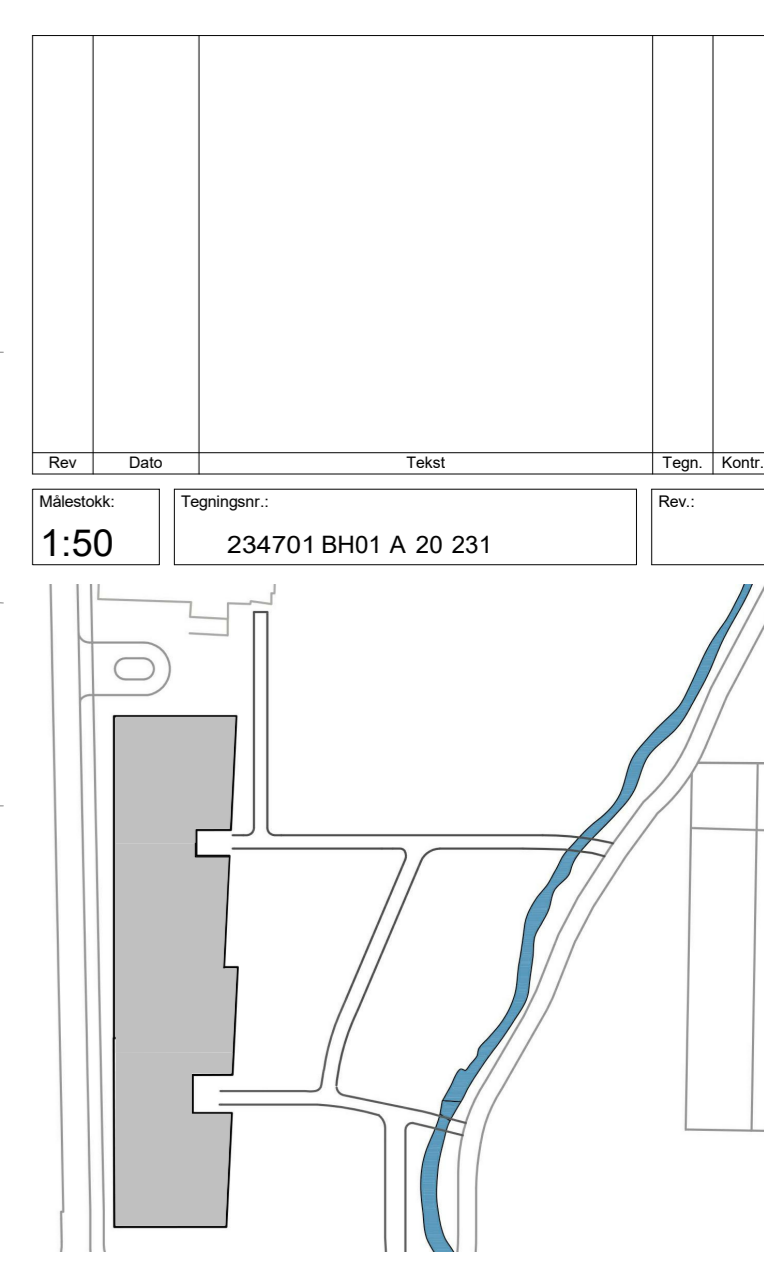 Rev Dato Tekst Tegn. Kontr.
Målestokk: Tegningsnr.: Rev.:
1:50 234701 BH01 A 20 231